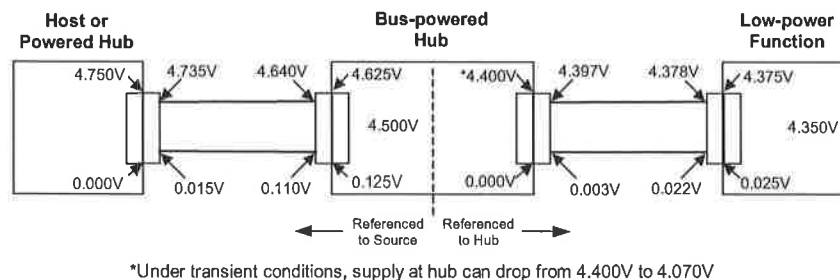 Host or
Powered Hub
Bus-powered
Hub
Low-power
Function
4.750V
4.735V
4.640V
4.625V
*4.400V
4.397V
4.378V
4.375V
4.500V
4.350V
0.000V
0.015V
0.110V
0.125V
0.000V
0.003V
0.022V
0.025V
Referenced
to Source
Referenced
to Hub
*Under transient conditions, supply at hub can drop from 4.400V to 4.070V